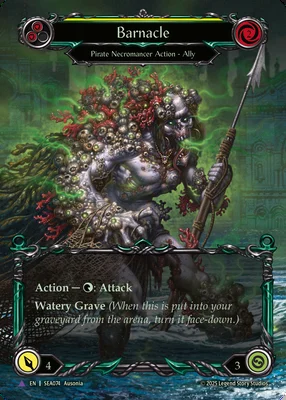 Barnacle
Pirate Necromancer Action - Ally
Action — : Attack
Watery Grave (When this is put into your
graveyard from the arena, turn it face-down.)
4
3
EN | SEA074 Ausonia
© 2025 Legend Story Studios